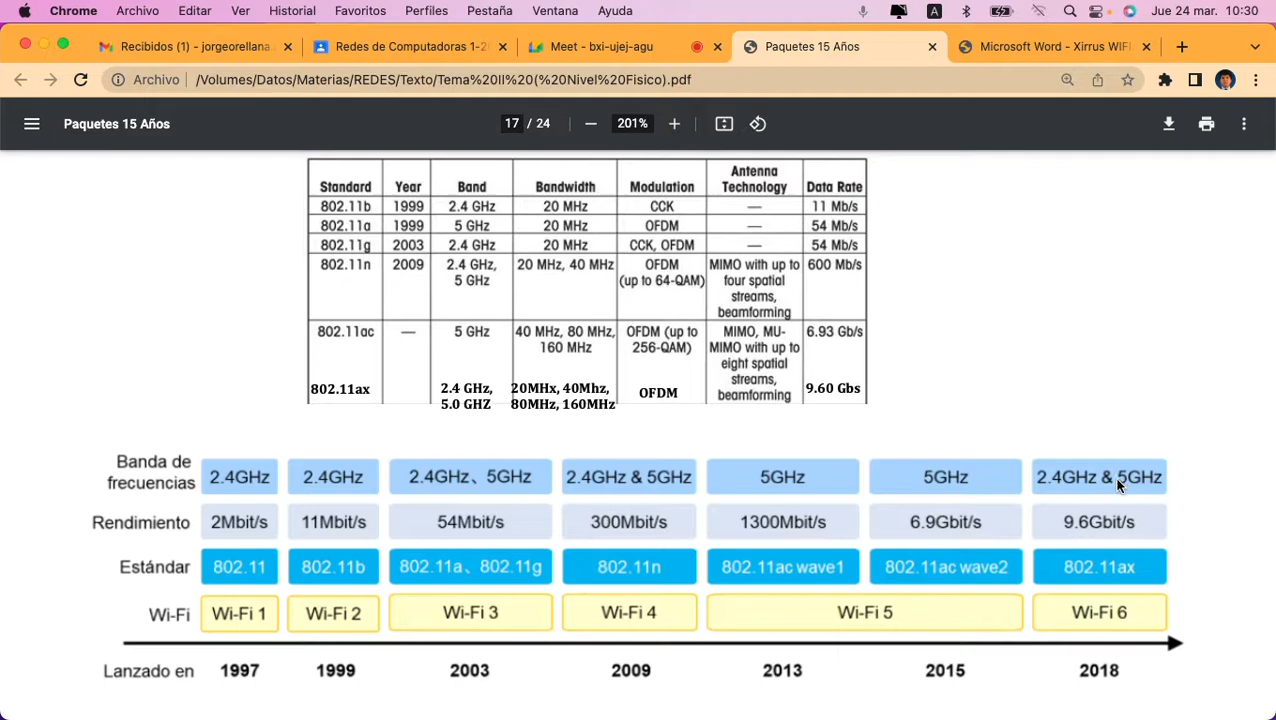 Chrome Archivo Editar Ver Historial Favoritos Perfiles Pestaña Ventana Ayuda A Jue 24 mar. 10:30
Recibidos (1) - jorgeorellana. × Redes de Computadoras 1-2 × Meet - bxi-ujej-agu × Paquetes 15 Años × Microsoft Word - Xirrus WIFI ×
Archivo /Volumes/Datos/Materias/REDES/Texto/Tema%20II%20(%20Nivel%20Fisico).pdf
Paquetes 15 Años 17 / 24 — 201% +
Standard Year Band Bandwidth Modulation Antenna Technology Data Rate
802.11b 1999 2.4 GHz 20 MHz CCK — 11 Mb/s
802.11a 1999 5 GHz 20 MHz OFDM — 54 Mb/s
802.11g 2003 2.4 GHz 20 MHz CCK, OFDM — 54 Mb/s
802.11n 2009 2.4 GHz, 20 MHz, 40 MHz OFDM MIMO with up to 600 Mb/s
5 GHz (up to 64-QAM) four spatial
streams,
beamforming
802.11ac — 5 GHz 40 MHz, 80 MHz, OFDM (up to MIMO, MU- 6.93 Gb/s
160 MHz 256-QAM) MIMO with up to
eight spatial
streams,
beamforming
802.11ax 2.4 GHz, 20MHx, 40Mhz, OFDM 9.60 Gbs
5.0 GHZ 80MHz, 160MHz
Banda de frecuencias 2.4GHz 2.4GHz 2.4GHz、5GHz 2.4GHz & 5GHz 5GHz 5GHz 2.4GHz & 5GHz
Rendimiento 2Mbit/s 11Mbit/s 54Mbit/s 300Mbit/s 1300Mbit/s 6.9Gbit/s 9.6Gbit/s
Estándar 802.11 802.11b 802.11a、802.11g 802.11n 802.11ac wave1 802.11ac wave2 802.11ax
Wi-Fi Wi-Fi 1 Wi-Fi 2 Wi-Fi 3 Wi-Fi 4 Wi-Fi 5 Wi-Fi 6
Lanzado en 1997 1999 2003 2009 2013 2015 2018